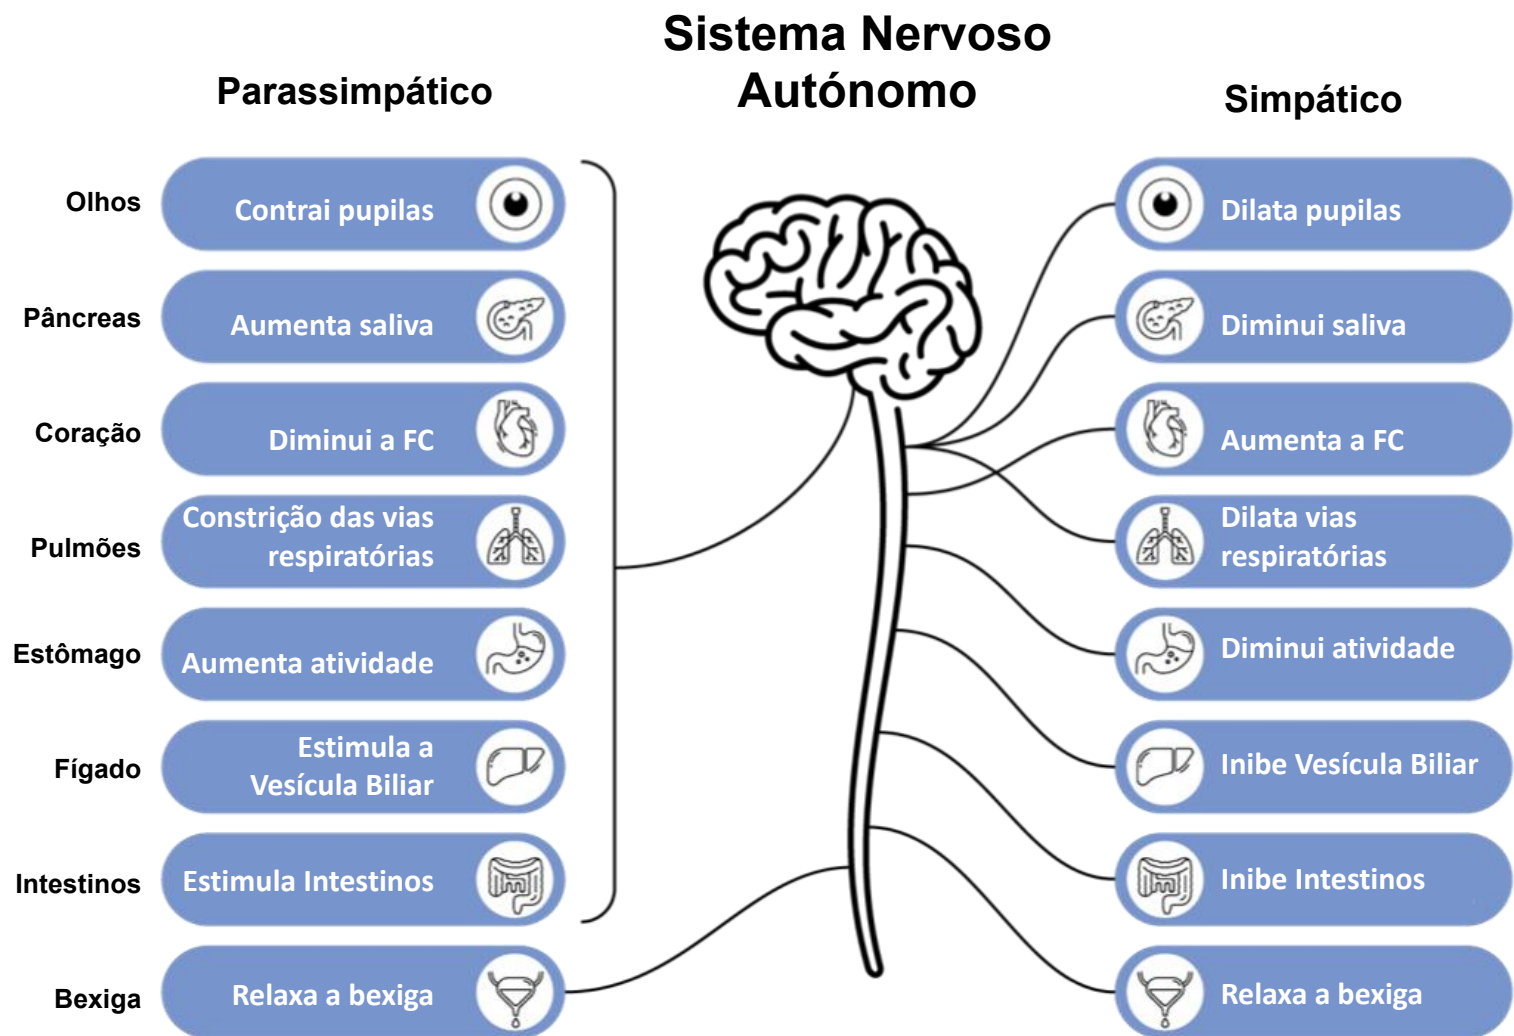 Sistema Nervoso
Autónomo
Parassimpático
Simpático
Olhos
Contrai pupilas
Dilata pupilas
Pâncreas
Aumenta saliva
Diminui saliva
Coração
Diminui a FC
Aumenta a FC
Pulmões
Constrição das vias
respiratórias
Dilata vias
respiratórias
Estômago
Aumenta atividade
Diminui atividade
Fígado
Estimula a
Vesícula Biliar
Inibe Vesícula Biliar
Intestinos
Estimula Intestinos
Inibe Intestinos
Bexiga
Relaxa a bexiga
Relaxa a bexiga